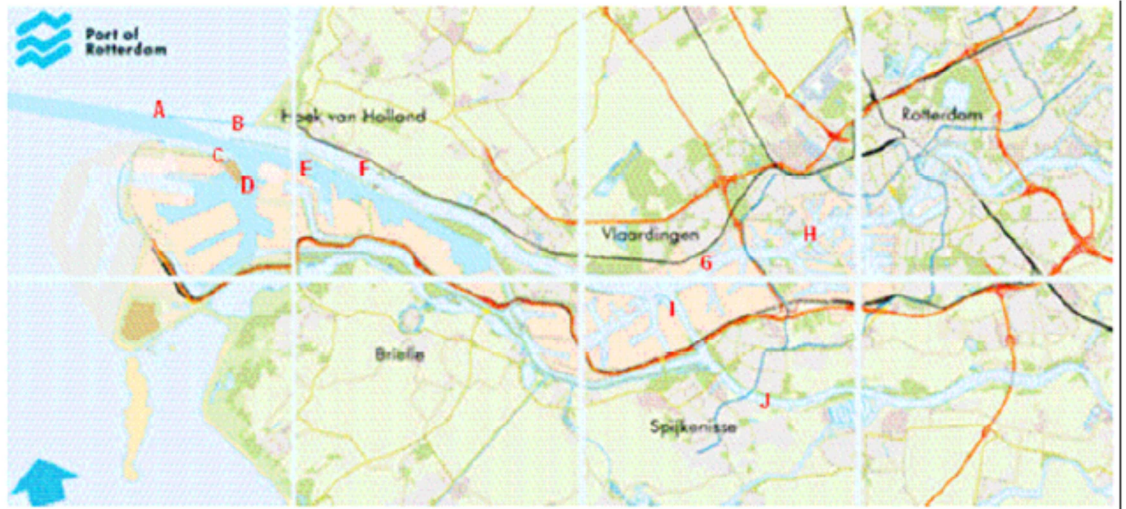 Port of
Rotterdam
A
B
Hoek van Holland
Rotterdam
C
D
E
F
Vlaardingen
H
G
I
Brielle
J
Spijkenisse